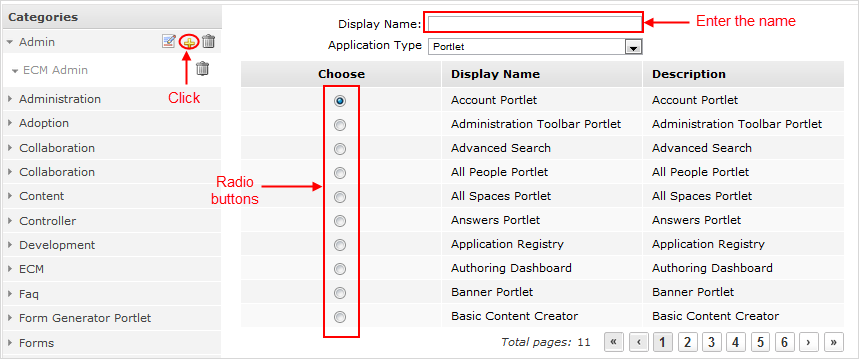 Categories
Admin
ECM Admin
Click
Administration
Adoption
Collaboration
Collaboration
Content
Controller
Development
ECM
Faq
Form Generator Portlet
Forms
Display Name:
Enter the name
Application Type Portlet
Choose Display Name Description
Account Portlet Account Portlet
Administration Toolbar Portlet Administration Toolbar Portlet
Advanced Search Advanced Search
All People Portlet All People Portlet
Radio
buttons
All Spaces Portlet All Spaces Portlet
Answers Portlet Answers Portlet
Application Registry Application Registry
Authoring Dashboard Authoring Dashboard
Banner Portlet Banner Portlet
Basic Content Creator Basic Content Creator
Total pages: 11 « ‹ 1 2 3 4 5 6 › »